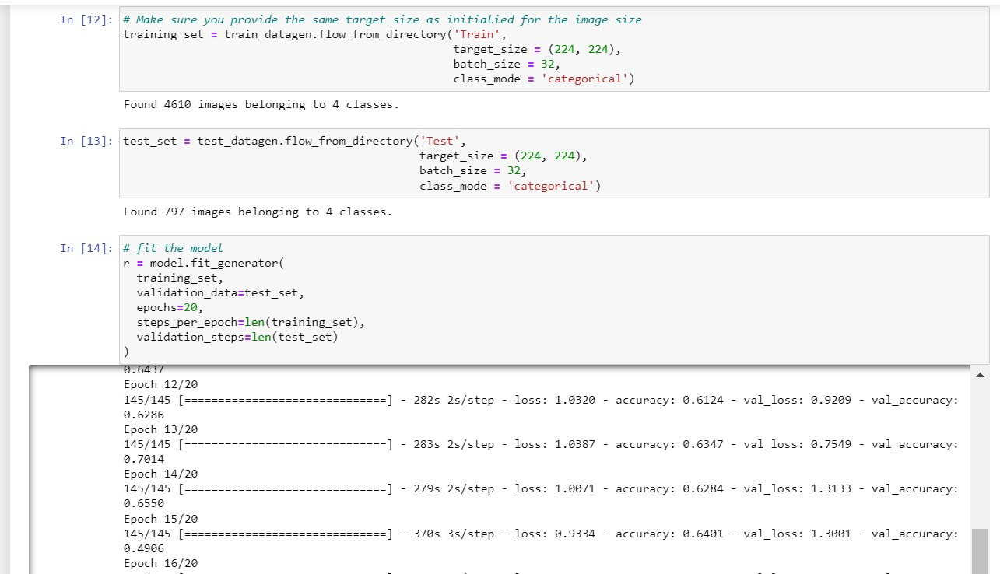 In [12]: # Make sure you provide the same target size as initialied for the image size
training_set = train_datagen.flow_from_directory('Train',
target_size = (224, 224),
batch_size = 32,
class_mode = 'categorical')
Found 4610 images belonging to 4 classes.
In [13]: test_set = test_datagen.flow_from_directory('Test',
target_size = (224, 224),
batch_size = 32,
class_mode = 'categorical')
Found 797 images belonging to 4 classes.
In [14]: # fit the model
r = model.fit_generator(
training_set,
validation_data=test_set,
epochs=20,
steps_per_epoch=len(training_set),
validation_steps=len(test_set)
)
0.6437
Epoch 12/20
145/145 [==============================] - 282s 2s/step - loss: 1.0320 - accuracy: 0.6124 - val_loss: 0.9209 - val_accuracy:
0.6286
Epoch 13/20
145/145 [==============================] - 283s 2s/step - loss: 1.0387 - accuracy: 0.6347 - val_loss: 0.7549 - val_accuracy:
0.7014
Epoch 14/20
145/145 [==============================] - 279s 2s/step - loss: 1.0071 - accuracy: 0.6284 - val_loss: 1.3133 - val_accuracy:
0.6550
Epoch 15/20
145/145 [==============================] - 370s 3s/step - loss: 0.9334 - accuracy: 0.6401 - val_loss: 1.3001 - val_accuracy:
0.4906
Epoch 16/20